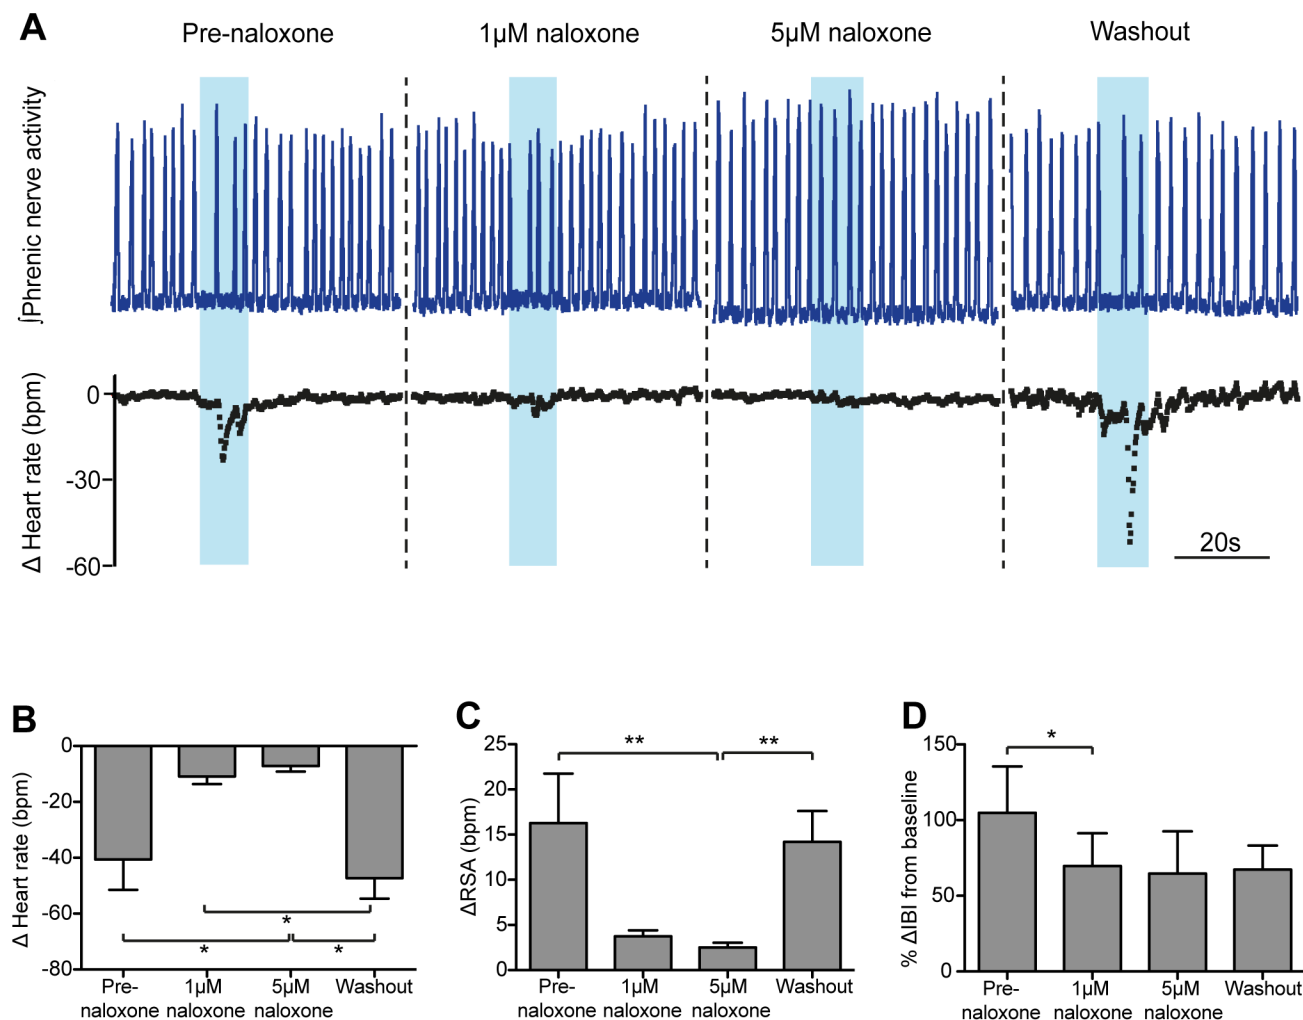 A
Pre-naloxone
1µM naloxone
5µM naloxone
Washout
∫Phrenic nerve activity
Δ Heart rate (bpm)
0
-30
-60
20s
B
Δ Heart rate (bpm)
0
-20
-40
-60
-80
*
*
*
Pre-
naloxone
1µM
naloxone
5µM
naloxone
Washout
C
ΔRSA (bpm)
25
20
15
10
5
0
**
**
Pre-
naloxone
1µM
naloxone
5µM
naloxone
Washout
D
% ΔIBI from baseline
150
100
50
0
*
Pre-
naloxone
1µM
naloxone
5µM
naloxone
Washout